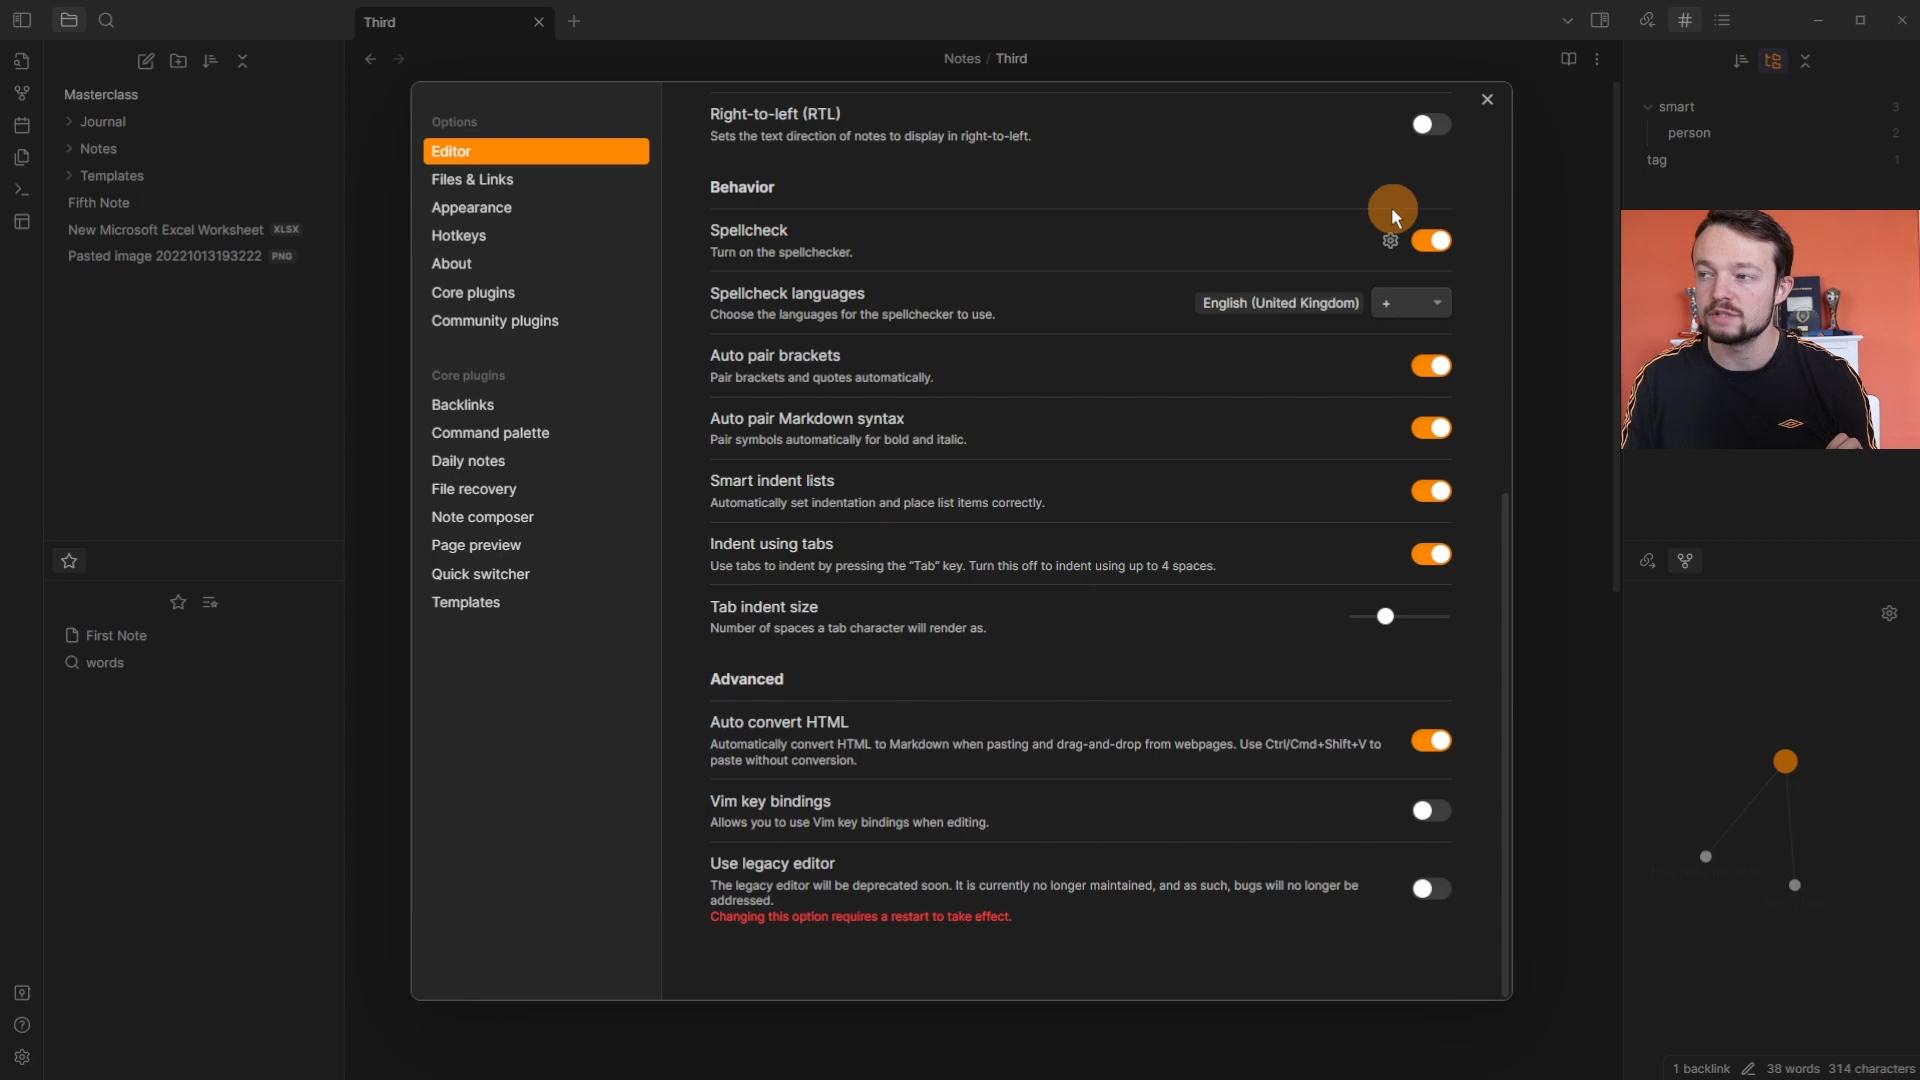 Third
Notes / Third
Masterclass
Journal
Notes
Templates
Fifth Note
New Microsoft Excel Worksheet XLSX
Pasted image 20221013193222 PNG
First Note
words
Options
Editor
Files & Links
Appearance
Hotkeys
About
Core plugins
Community plugins
Core plugins
Backlinks
Command palette
Daily notes
File recovery
Note composer
Page preview
Quick switcher
Templates
Right-to-left (RTL)
Sets the text direction of notes to display in right-to-left.
Behavior
Spellcheck
Turn on the spellchecker.
Spellcheck languages
Choose the languages for the spellchecker to use.
English (United Kingdom) +
Auto pair brackets
Pair brackets and quotes automatically.
Auto pair Markdown syntax
Pair symbols automatically for bold and italic.
Smart indent lists
Automatically set indentation and place list items correctly.
Indent using tabs
Use tabs to indent by pressing the "Tab" key. Turn this off to indent using up to 4 spaces.
Tab indent size
Number of spaces a tab character will render as.
Advanced
Auto convert HTML
Automatically convert HTML to Markdown when pasting and drag-and-drop from webpages. Use Ctrl/Cmd+Shift+V to
paste without conversion.
Vim key bindings
Allows you to use Vim key bindings when editing.
Use legacy editor
The legacy editor will be deprecated soon. It is currently no longer maintained, and as such, bugs will no longer be
addressed.
Changing this option requires a restart to take effect.
smart 3
person 2
tag 1
1 backlink 38 words 314 characters